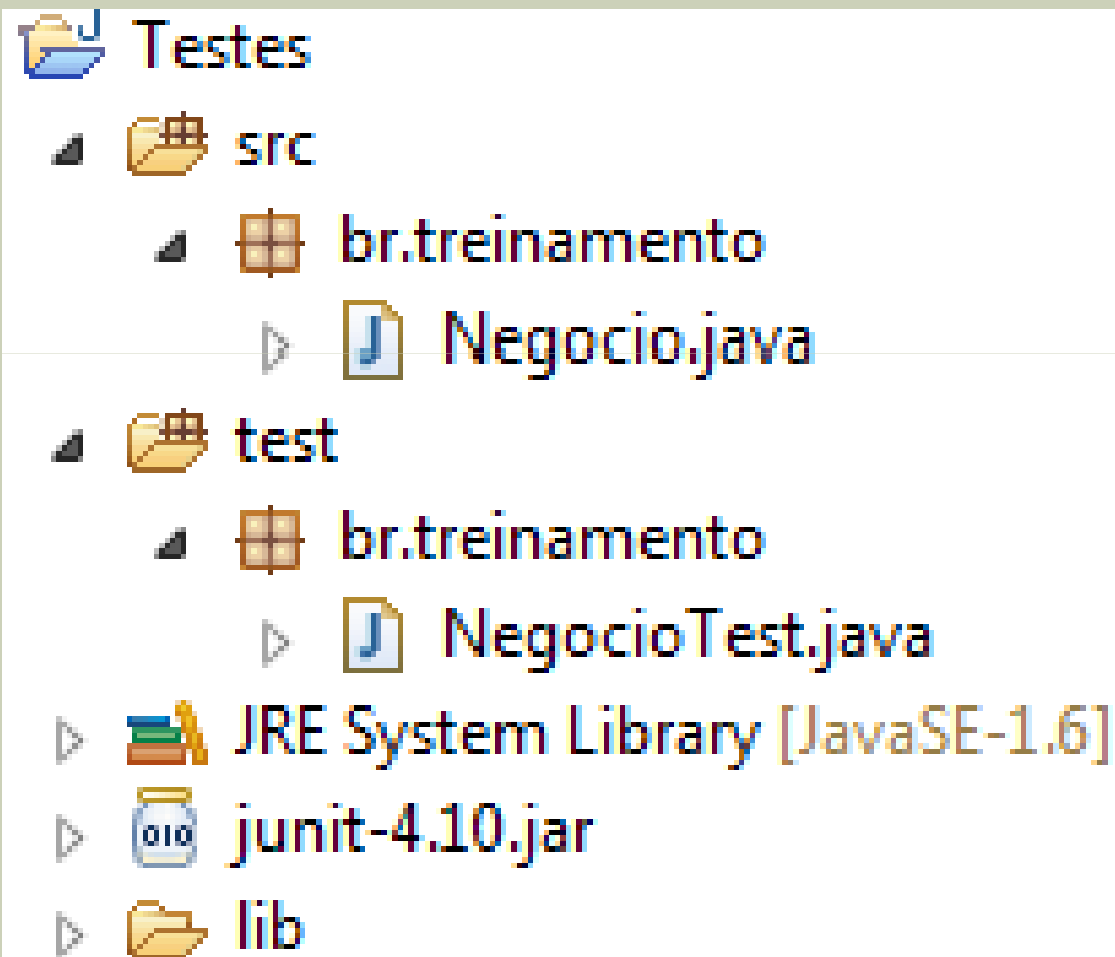 Testes
src
br.treinamento
Negocio.java
test
br.treinamento
NegocioTest.java
JRE System Library [JavaSE-1.6]
junit-4.10.jar
lib